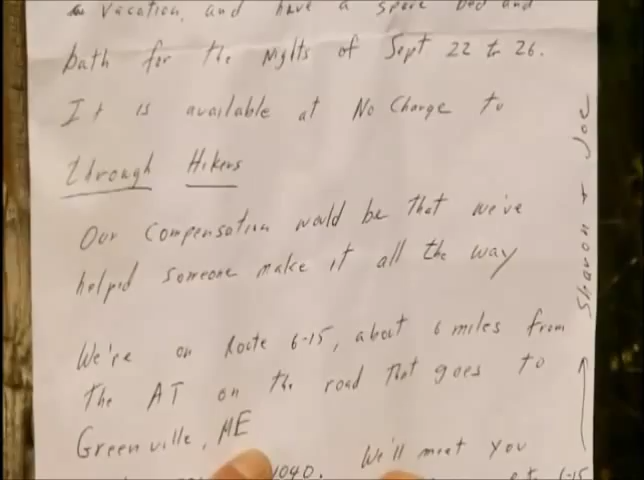 Vacation, and have a spare bed and
bath for the nights of Sept 22 to 26.
It is available at No Charge to
through Hikers
Our compensation would be that we've
helped someone make it all the way
We're on Route 6-15, about 6 miles from
the AT on the road that goes to
Greenville, ME
1040. We'll meet you
6-15
Sharon + Joe